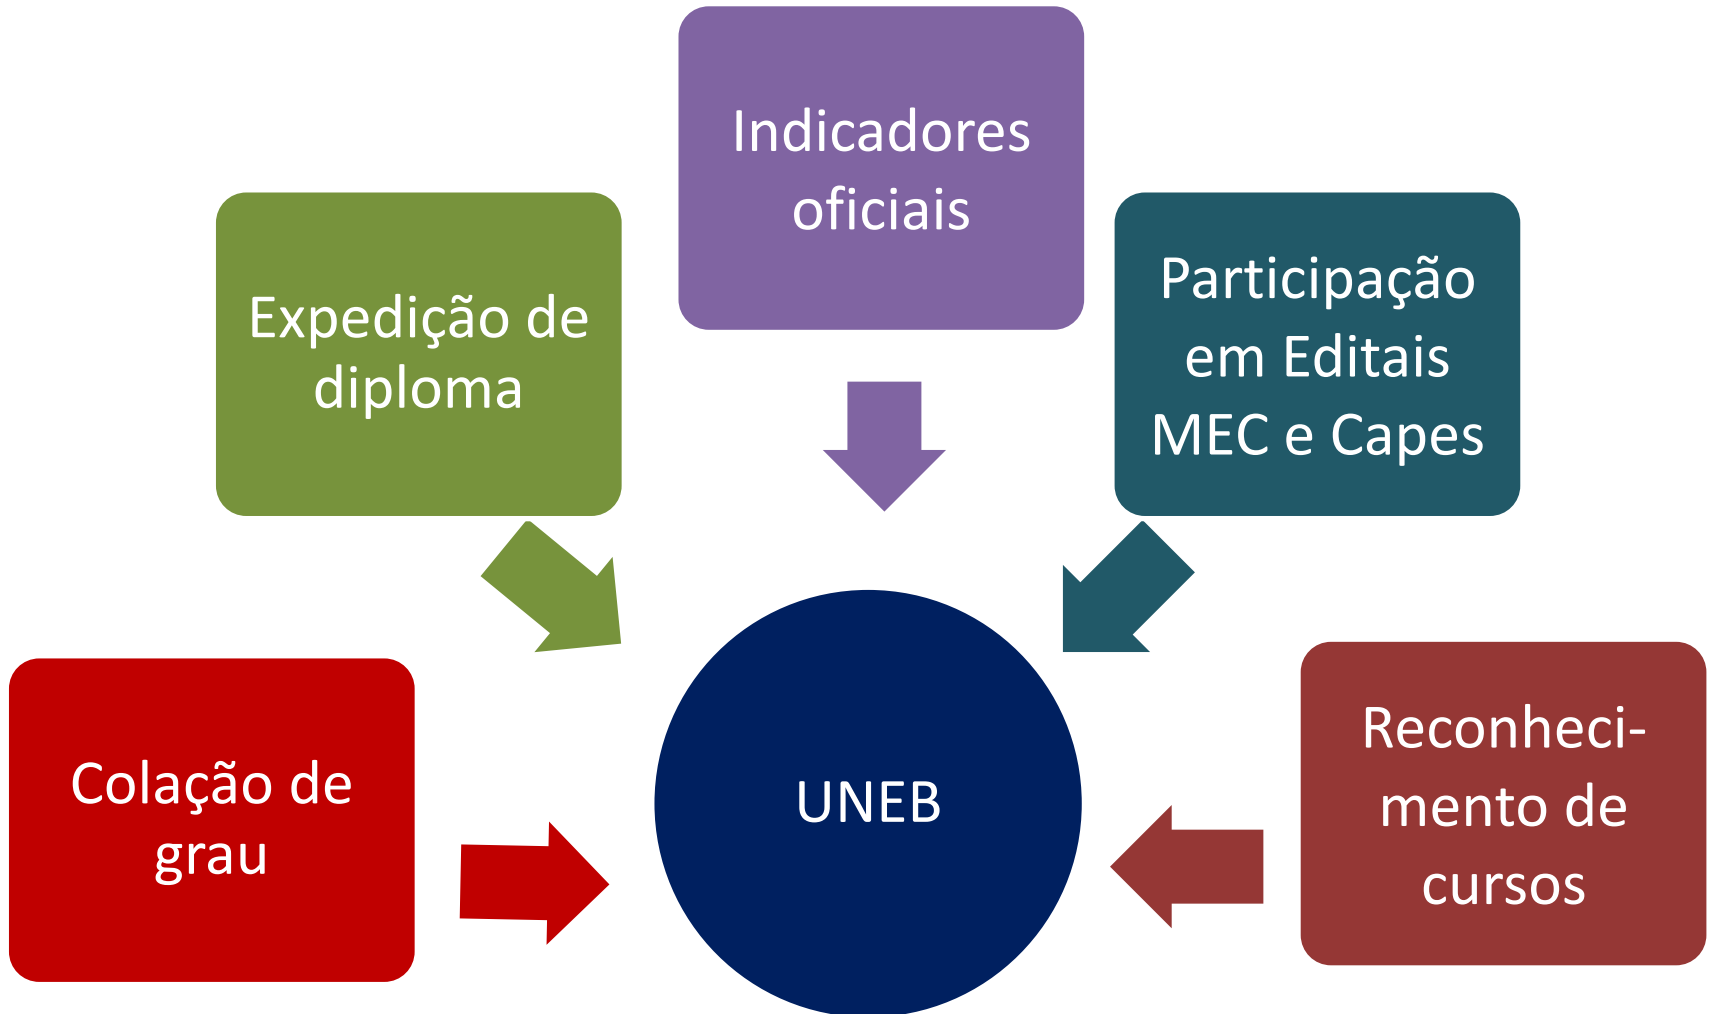 Indicadores
oficiais
Expedição de
diploma
Participação
em Editais
MEC e Capes
Colação de
grau
UNEB
Reconheci-
mento de
cursos